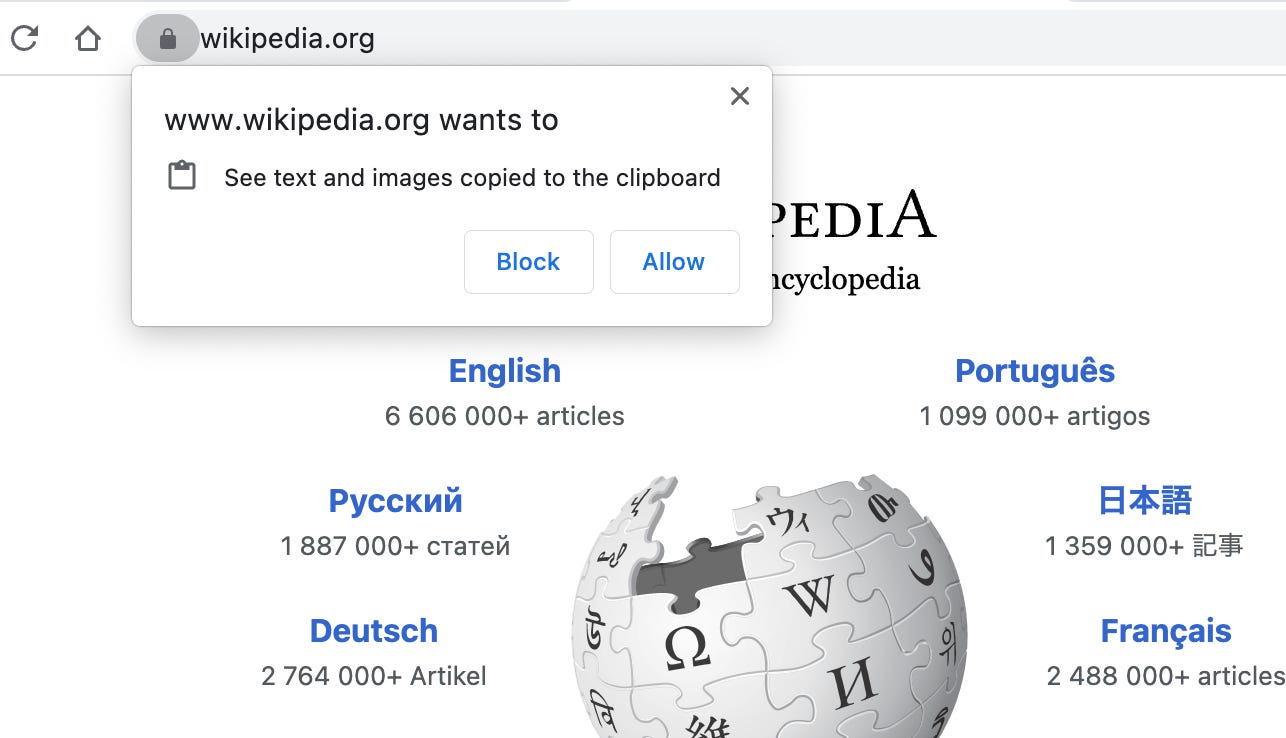 wikipedia.org
www.wikipedia.org wants to
See text and images copied to the clipboard
Block Allow
PEDIA
ncyclopedia
English
6 606 000+ articles
Português
1 099 000+ artigos
Русский
1 887 000+ статей
日本語
1 359 000+ 記事
Deutsch
2 764 000+ Artikel
Français
2 488 000+ articles
ウィ
W
Ω
И
維